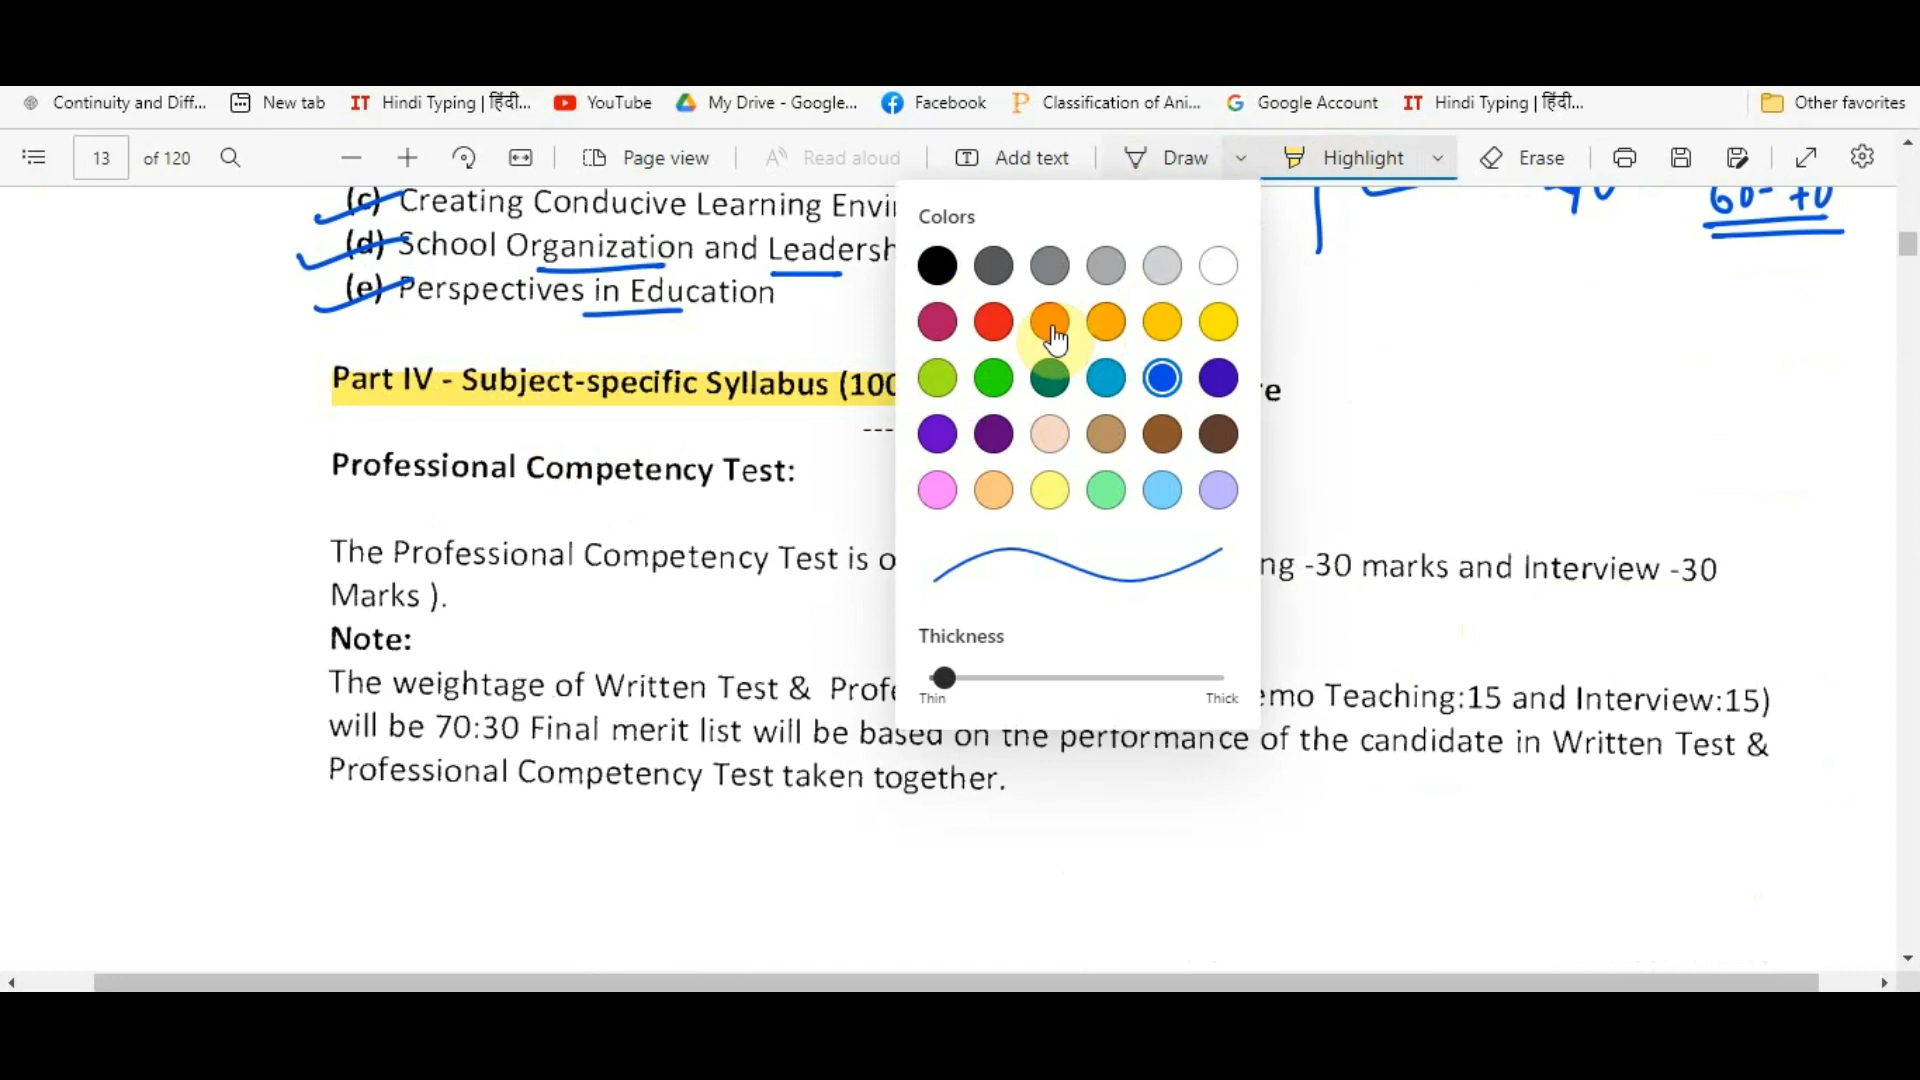 Continuity and Diff... New tab IT Hindi Typing | हिंदी... YouTube My Drive - Google... Facebook Classification of Ani... Google Account IT Hindi Typing | हिंदी... Other favorites
13 of 120 Page view Read aloud Add text Draw Highlight Erase
(c) Creating Conducive Learning Envi
60-70
(d) School Organization and Leadersh
(e) Perspectives in Education
Part IV - Subject-specific Syllabus (100
Professional Competency Test:
The Professional Competency Test is o ng -30 marks and Interview -30
Marks ).
Note:
The weightage of Written Test & Profe emo Teaching:15 and Interview:15)
will be 70:30 Final merit list will be based on the performance of the candidate in Written Test &
Professional Competency Test taken together.
Colors
Thickness
Thin Thick